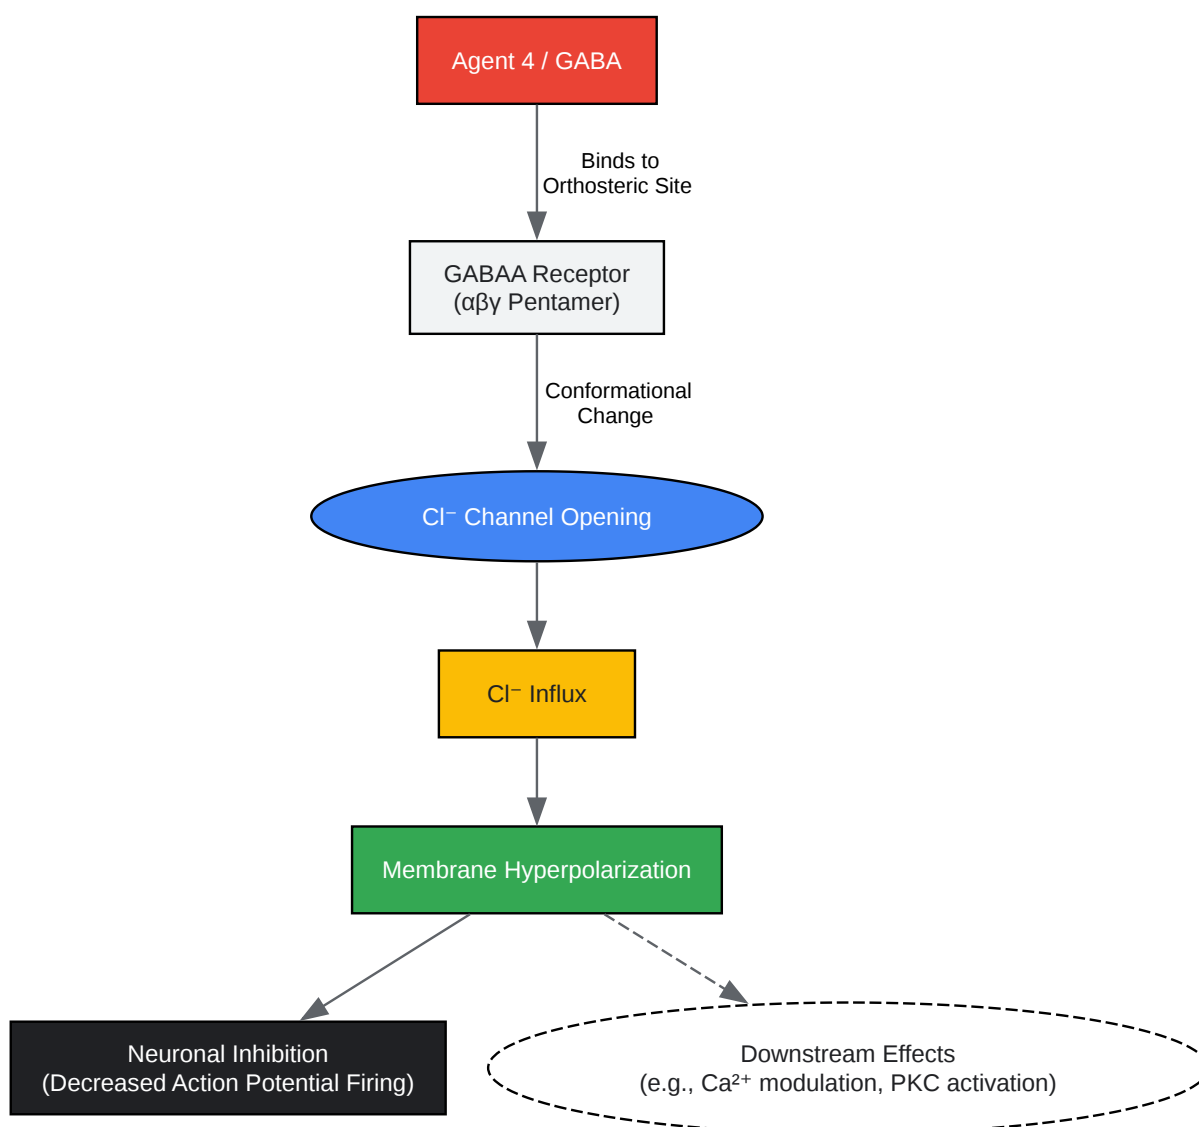 Agent 4 / GABA
Binds to
Orthosteric Site
GABAA Receptor
(αβγ Pentamer)
Conformational
Change
Cl⁻ Channel Opening
Cl⁻ Influx
Membrane Hyperpolarization
Neuronal Inhibition
(Decreased Action Potential Firing)
Downstream Effects
(e.g., Ca²⁺ modulation, PKC activation)